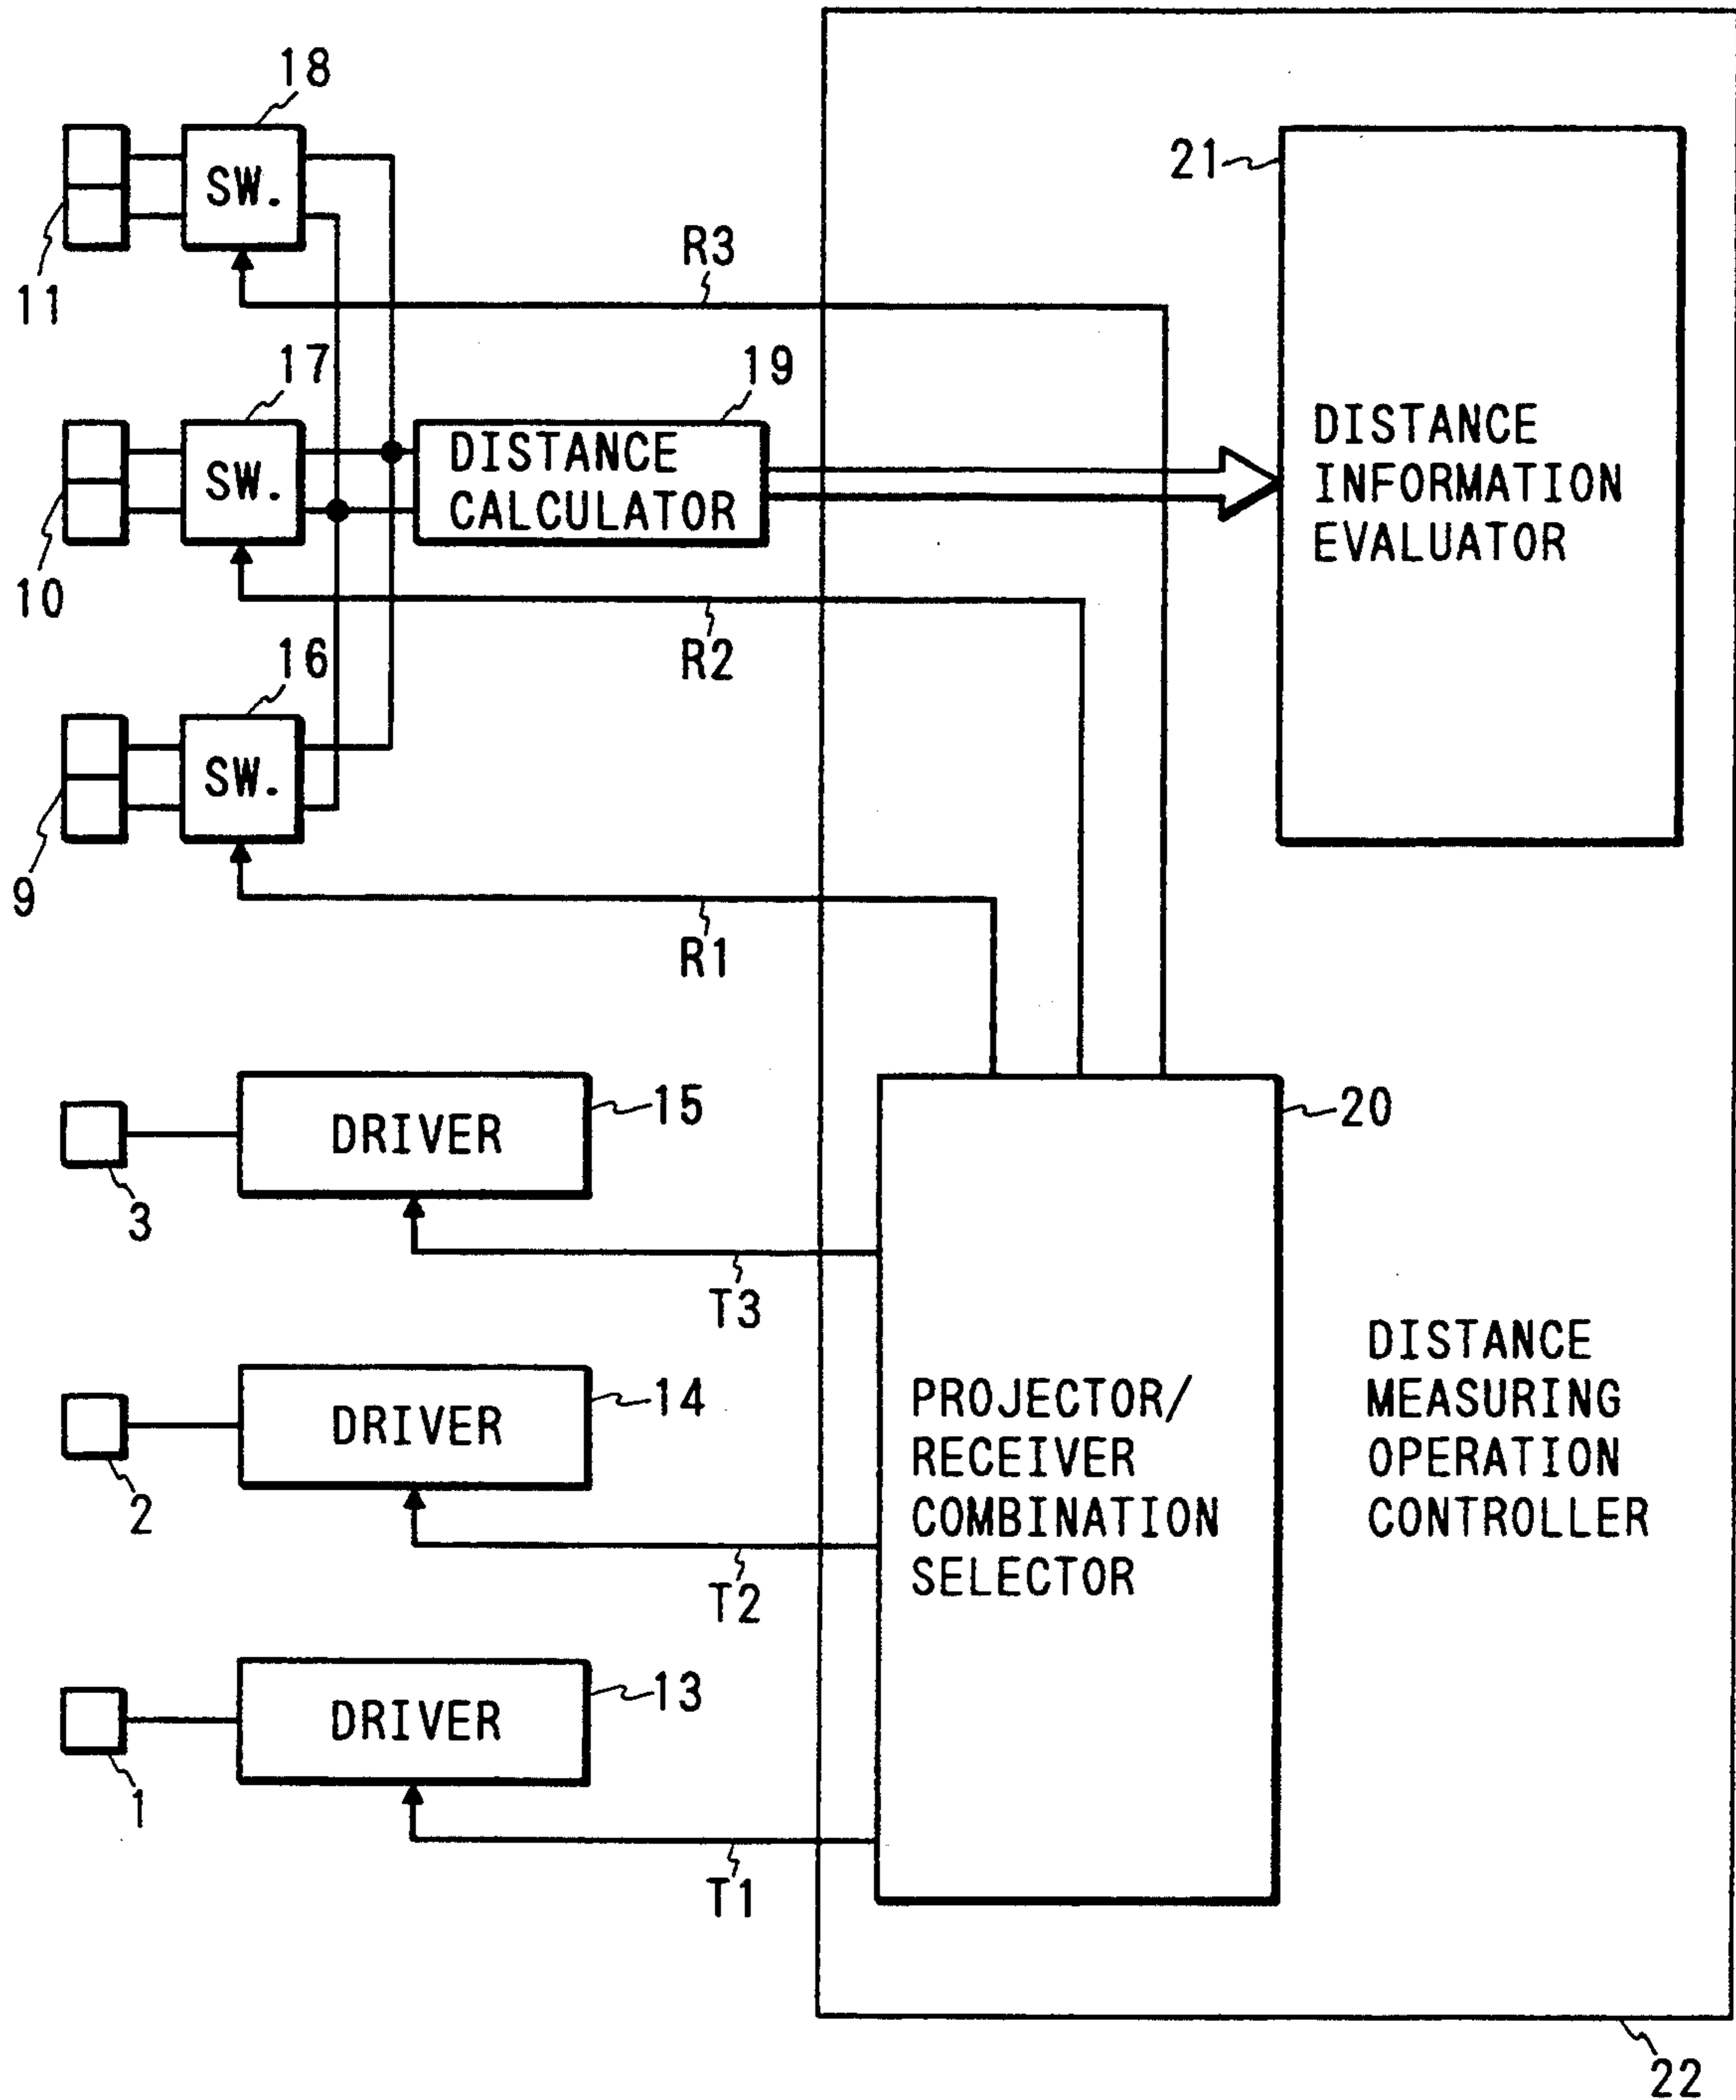 18
SW.
11
21
R3
17
19
SW.
DISTANCE
CALCULATOR
DISTANCE
INFORMATION
EVALUATOR
10
R2
16
SW.
9
R1
15
DRIVER
20
3
T3
DISTANCE
MEASURING
OPERATION
CONTROLLER
14
DRIVER
PROJECTOR/
RECEIVER
COMBINATION
SELECTOR
2
T2
13
DRIVER
1
T1
22